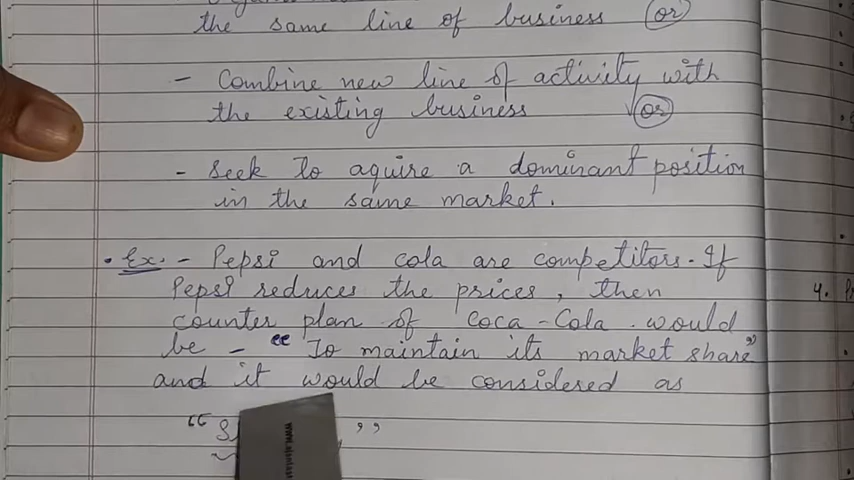 the same line of business (or)
- Combine new line of activity with
the existing business (or)
- Seek to aquire a dominant position
in the same market.
• Ex. - Pepsi and cola are competitors. If
Pepsi reduces the prices, then
counter plan of Coca-Cola would
be - "To maintain its market share"
and it would be considered as
4.